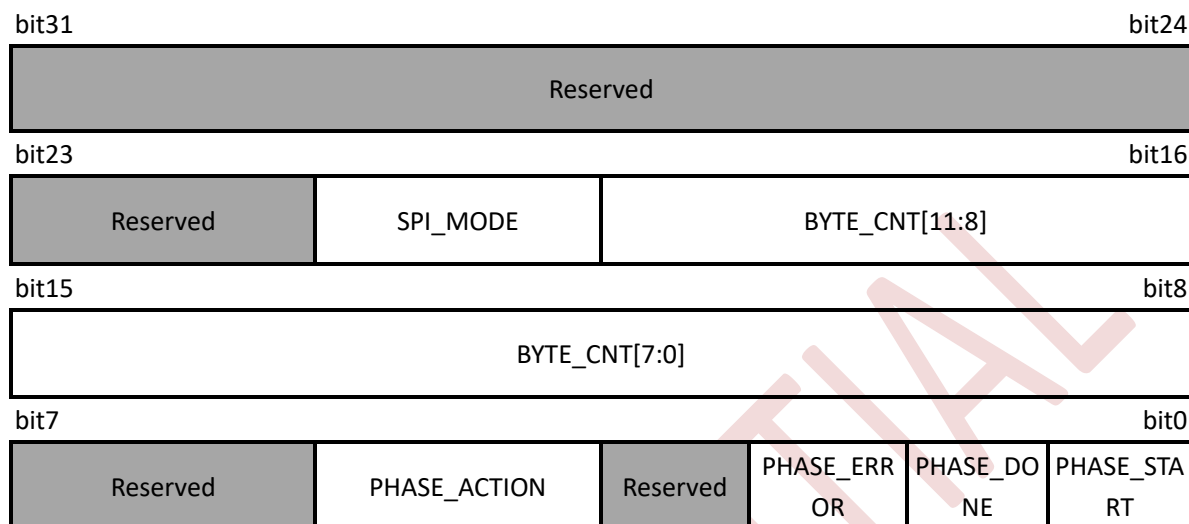 bit31 bit24
Reserved
bit23 bit16
Reserved SPI_MODE BYTE_CNT[11:8]
bit15 bit8
BYTE_CNT[7:0]
bit7 bit0
Reserved PHASE_ACTION Reserved PHASE_ERR PHASE_DO PHASE_STA
OR NE RT
TIAL